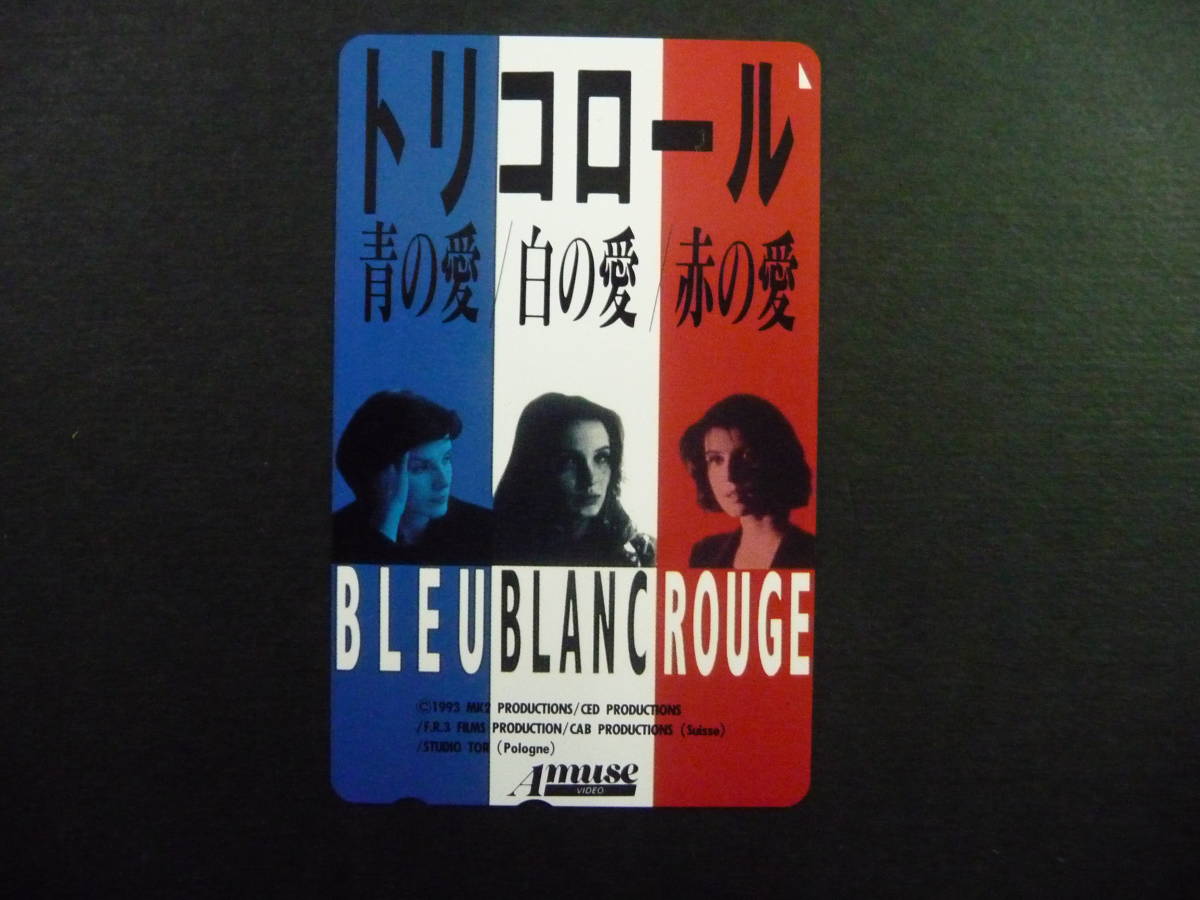 トリコロール
青の愛/白の愛/赤の愛
BLEU BLANC ROUGE
©1993 MK2 PRODUCTIONS/CED PRODUCTIONS
/F.R.3 FILMS PRODUCTION/CAB PRODUCTIONS (Suisse)
/STUDIO TOR (Pologne)
Amuse
VIDEO